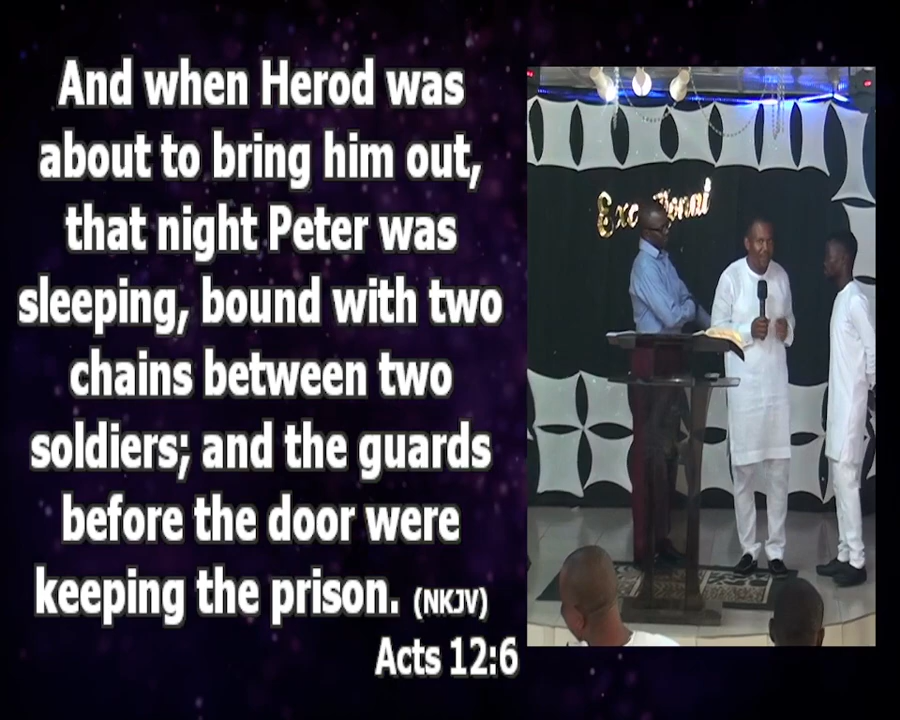 And when Herod was
about to bring him out,
that night Peter was
sleeping, bound with two
chains between two
soldiers; and the guards
before the door were
keeping the prison. (NKJV)
Acts 12:6